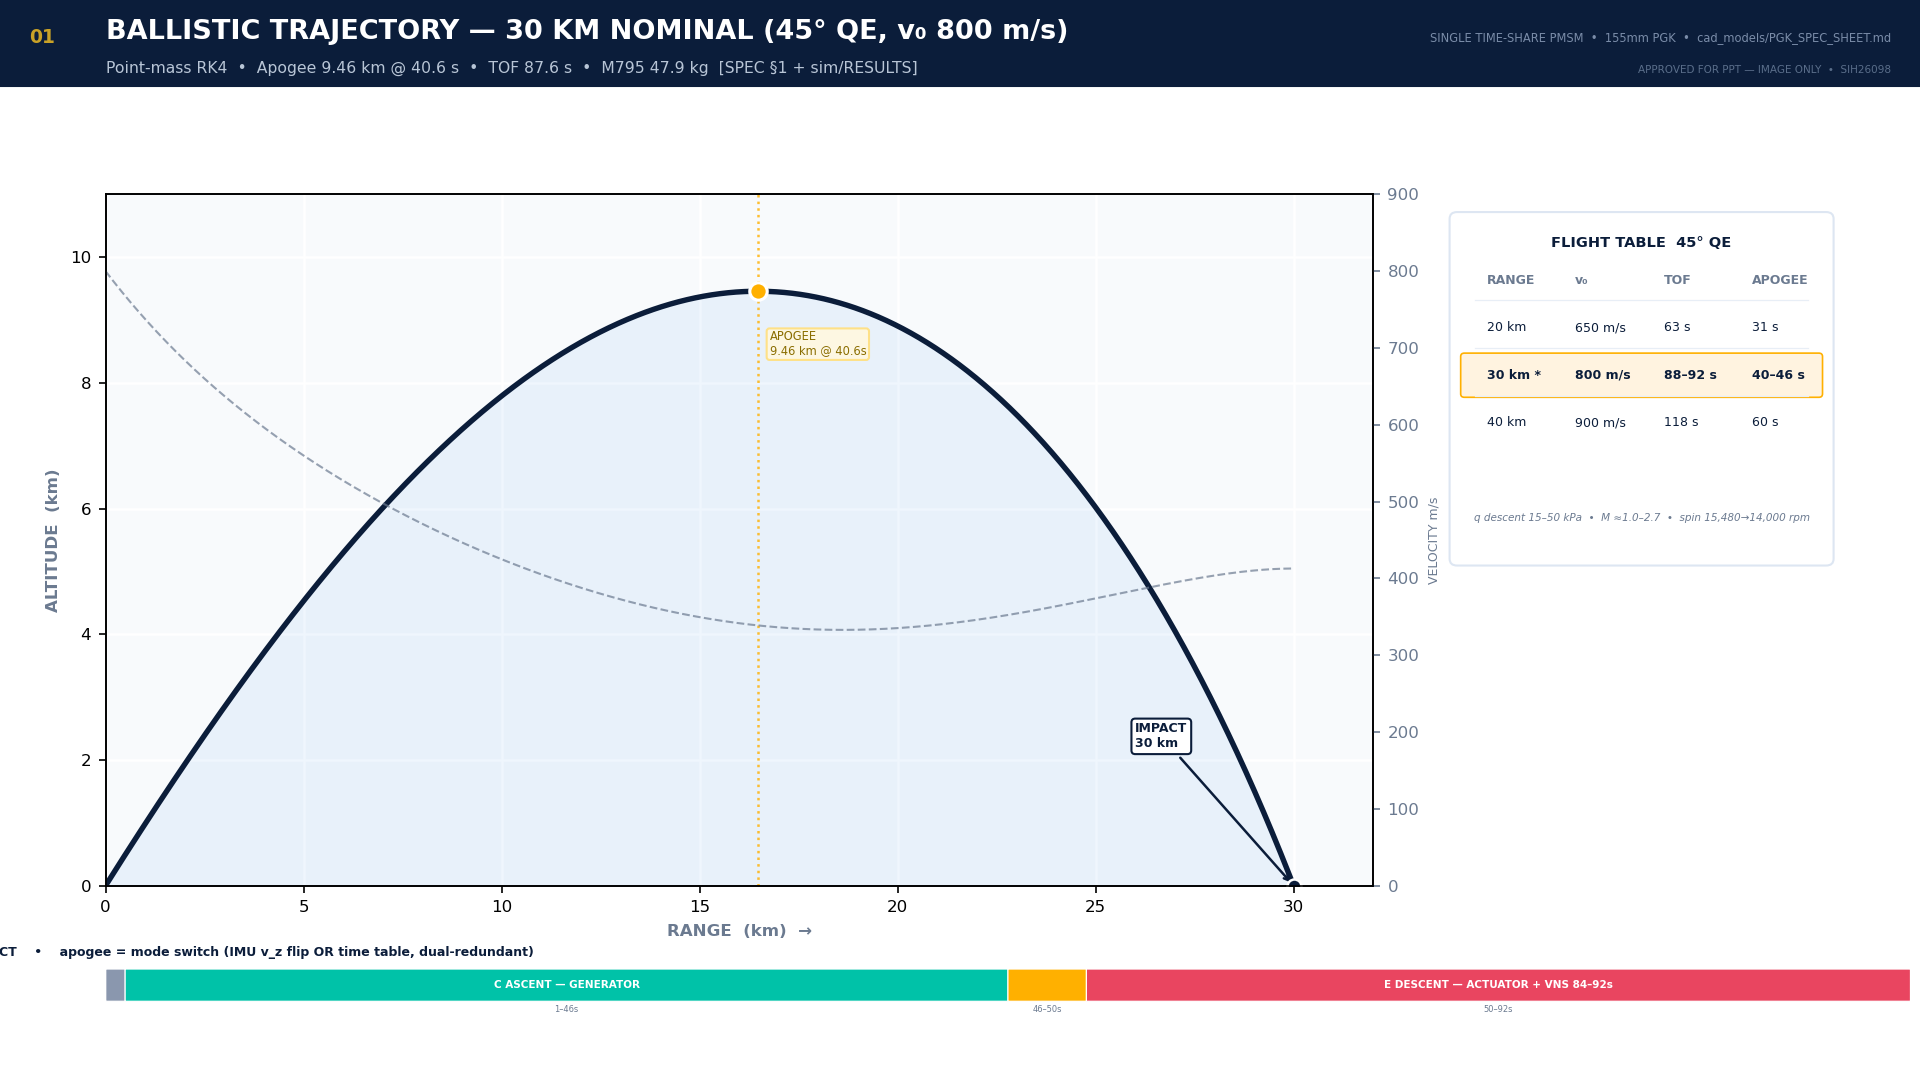 01
BALLISTIC TRAJECTORY — 30 KM NOMINAL (45° QE, v₀ 800 m/s)
Point-mass RK4 • Apogee 9.46 km @ 40.6 s • TOF 87.6 s • M795 47.9 kg [SPEC §1 + sim/RESULTS]
SINGLE TIME-SHARE PMSM • 155mm PGK • cad_models/PGK_SPEC_SHEET.md
APPROVED FOR PPT — IMAGE ONLY • SIH26098
ALTITUDE (km)
10
8
6
4
2
0
APOGEE
9.46 km @ 40.6s
IMPACT
30 km
0 5 10 15 20 25 30
RANGE (km) →
900
800
700
600
500
400
300
200
100
0
VELOCITY m/s
FLIGHT TABLE 45° QE
RANGE v₀ TOF APOGEE
20 km 650 m/s 63 s 31 s
30 km * 800 m/s 88–92 s 40–46 s
40 km 900 m/s 118 s 60 s
q descent 15–50 kPa • M ≈1.0–2.7 • spin 15,480→14,000 rpm
CT • apogee = mode switch (IMU v_z flip OR time table, dual-redundant)
C ASCENT — GENERATOR
E DESCENT — ACTUATOR + VNS 84–92s
1–46s
46–50s
50–92s